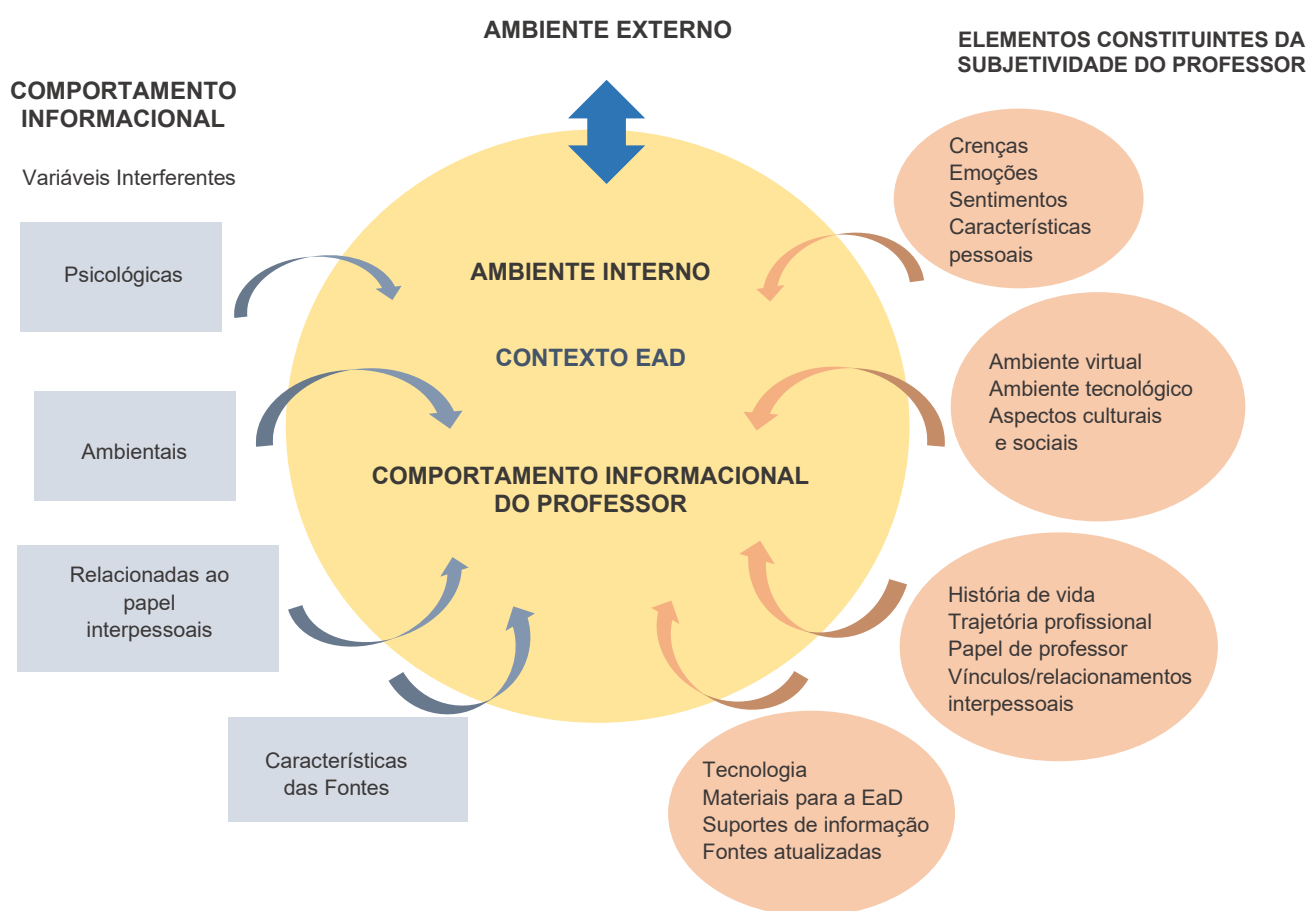 AMBIENTE EXTERNO
ELEMENTOS CONSTITUINTES DA
SUBJETIVIDADE DO PROFESSOR
COMPORTAMENTO
INFORMACIONAL
Variáveis Interferentes
Psicológicas
Ambientais
Relacionadas ao
papel
interpessoais
Características
das Fontes
AMBIENTE INTERNO
CONTEXTO EAD
COMPORTAMENTO INFORMACIONAL
DO PROFESSOR
Crenças
Emoções
Sentimentos
Características
pessoais
Ambiente virtual
Ambiente tecnológico
Aspectos culturais
e sociais
História de vida
Trajetória profissional
Papel de professor
Vínculos/relacionamentos
interpessoais
Tecnologia
Materiais para a EaD
Suportes de informação
Fontes atualizadas